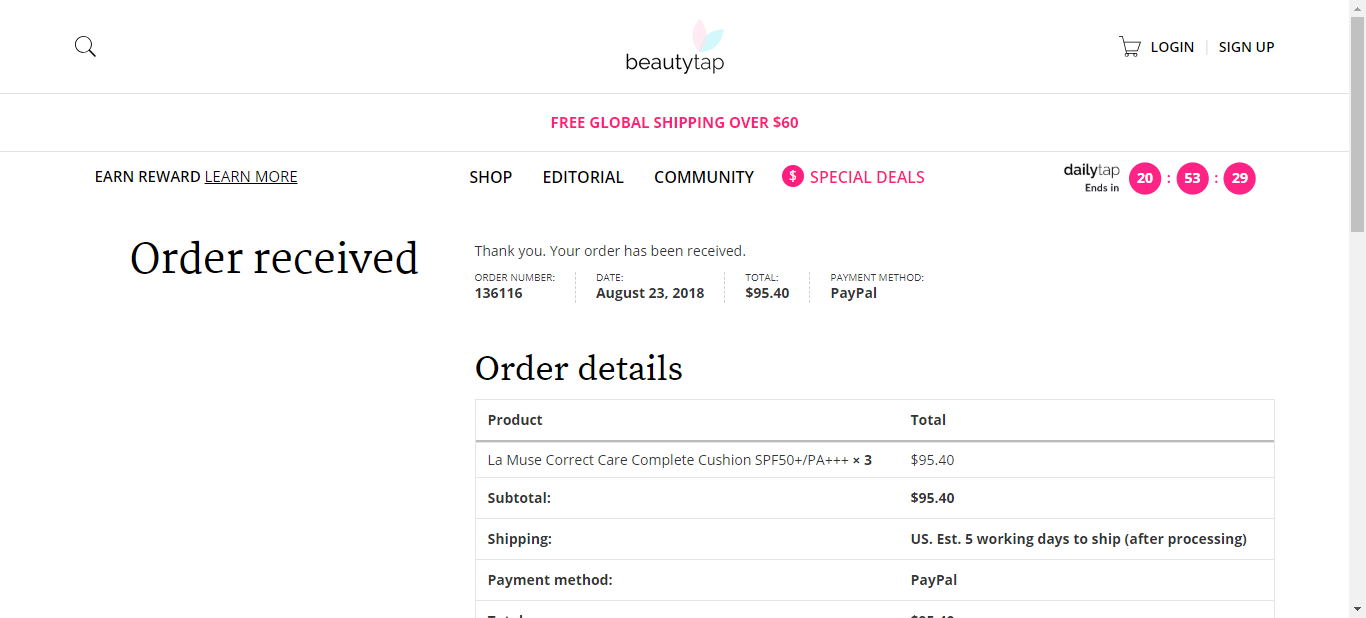 beautytap
LOGIN
SIGN UP
FREE GLOBAL SHIPPING OVER $60
EARN REWARD LEARN MORE
SHOP
EDITORIAL
COMMUNITY
$ SPECIAL DEALS
dailytap
Ends in
20 : 53 : 29
Order received
Thank you. Your order has been received.
ORDER NUMBER:
136116
DATE:
August 23, 2018
TOTAL:
$95.40
PAYMENT METHOD:
PayPal
Order details
Product Total
La Muse Correct Care Complete Cushion SPF50+/PA+++ × 3 $95.40
Subtotal: $95.40
Shipping: US. Est. 5 working days to ship (after processing)
Payment method: PayPal